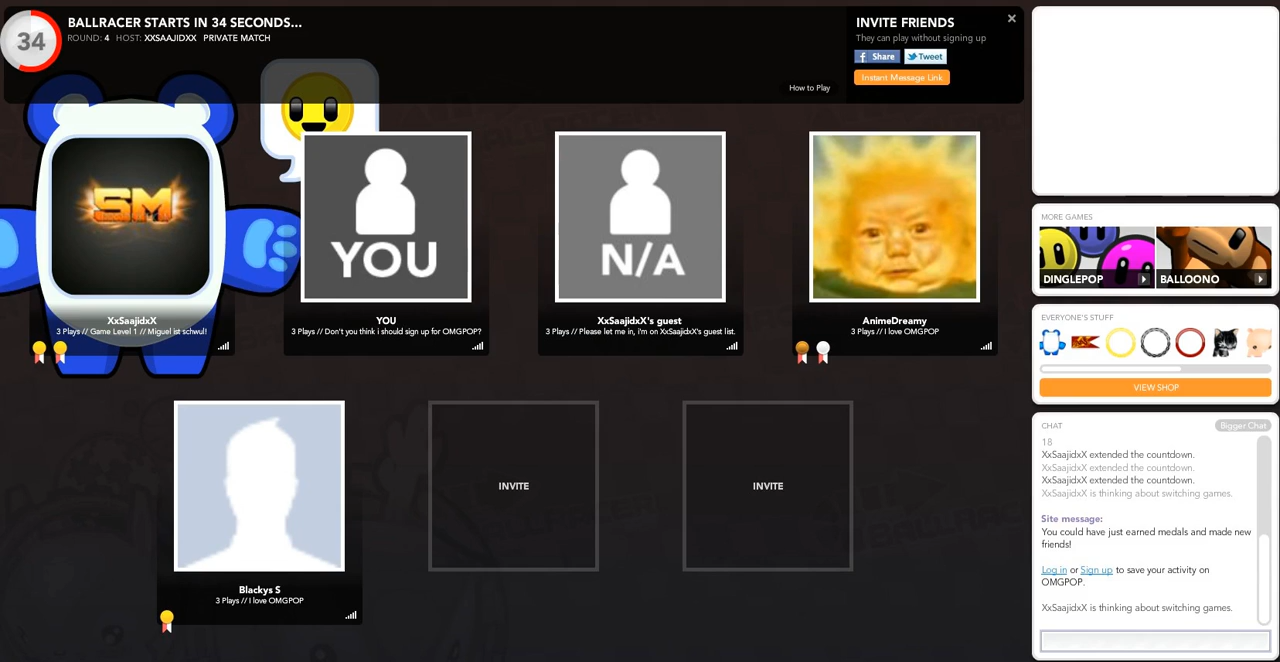 34
BALLRACER STARTS IN 34 SECONDS...
ROUND: 4 HOST: XXSAAJIDXX PRIVATE MATCH
How to Play
INVITE FRIENDS
They can play without signing up
Share Tweet
Instant Message Link
SM
XxSaajidxX
3 Plays // Game Level 1 // Miguel ist schwul!
YOU
YOU
3 Plays // Don't you think i should sign up for OMGPOP?
N/A
XxSaajidxX's guest
3 Plays // Please let me in, i'm on XxSaajidxX's guest list.
AnimeDreamy
3 Plays // I love OMGPOP
Blackys S
3 Plays // I love OMGPOP
INVITE
INVITE
MORE GAMES
DINGLEPOP
BALLOONO
EVERYONE'S STUFF
VIEW SHOP
CHAT
Bigger Chat
18
XxSaajidxX extended the countdown.
XxSaajidxX extended the countdown.
XxSaajidxX extended the countdown.
XxSaajidxX is thinking about switching games.
Site message:
You could have just earned medals and made new
friends!
Log in or Sign up to save your activity on
OMGPOP.
XxSaajidxX is thinking about switching games.